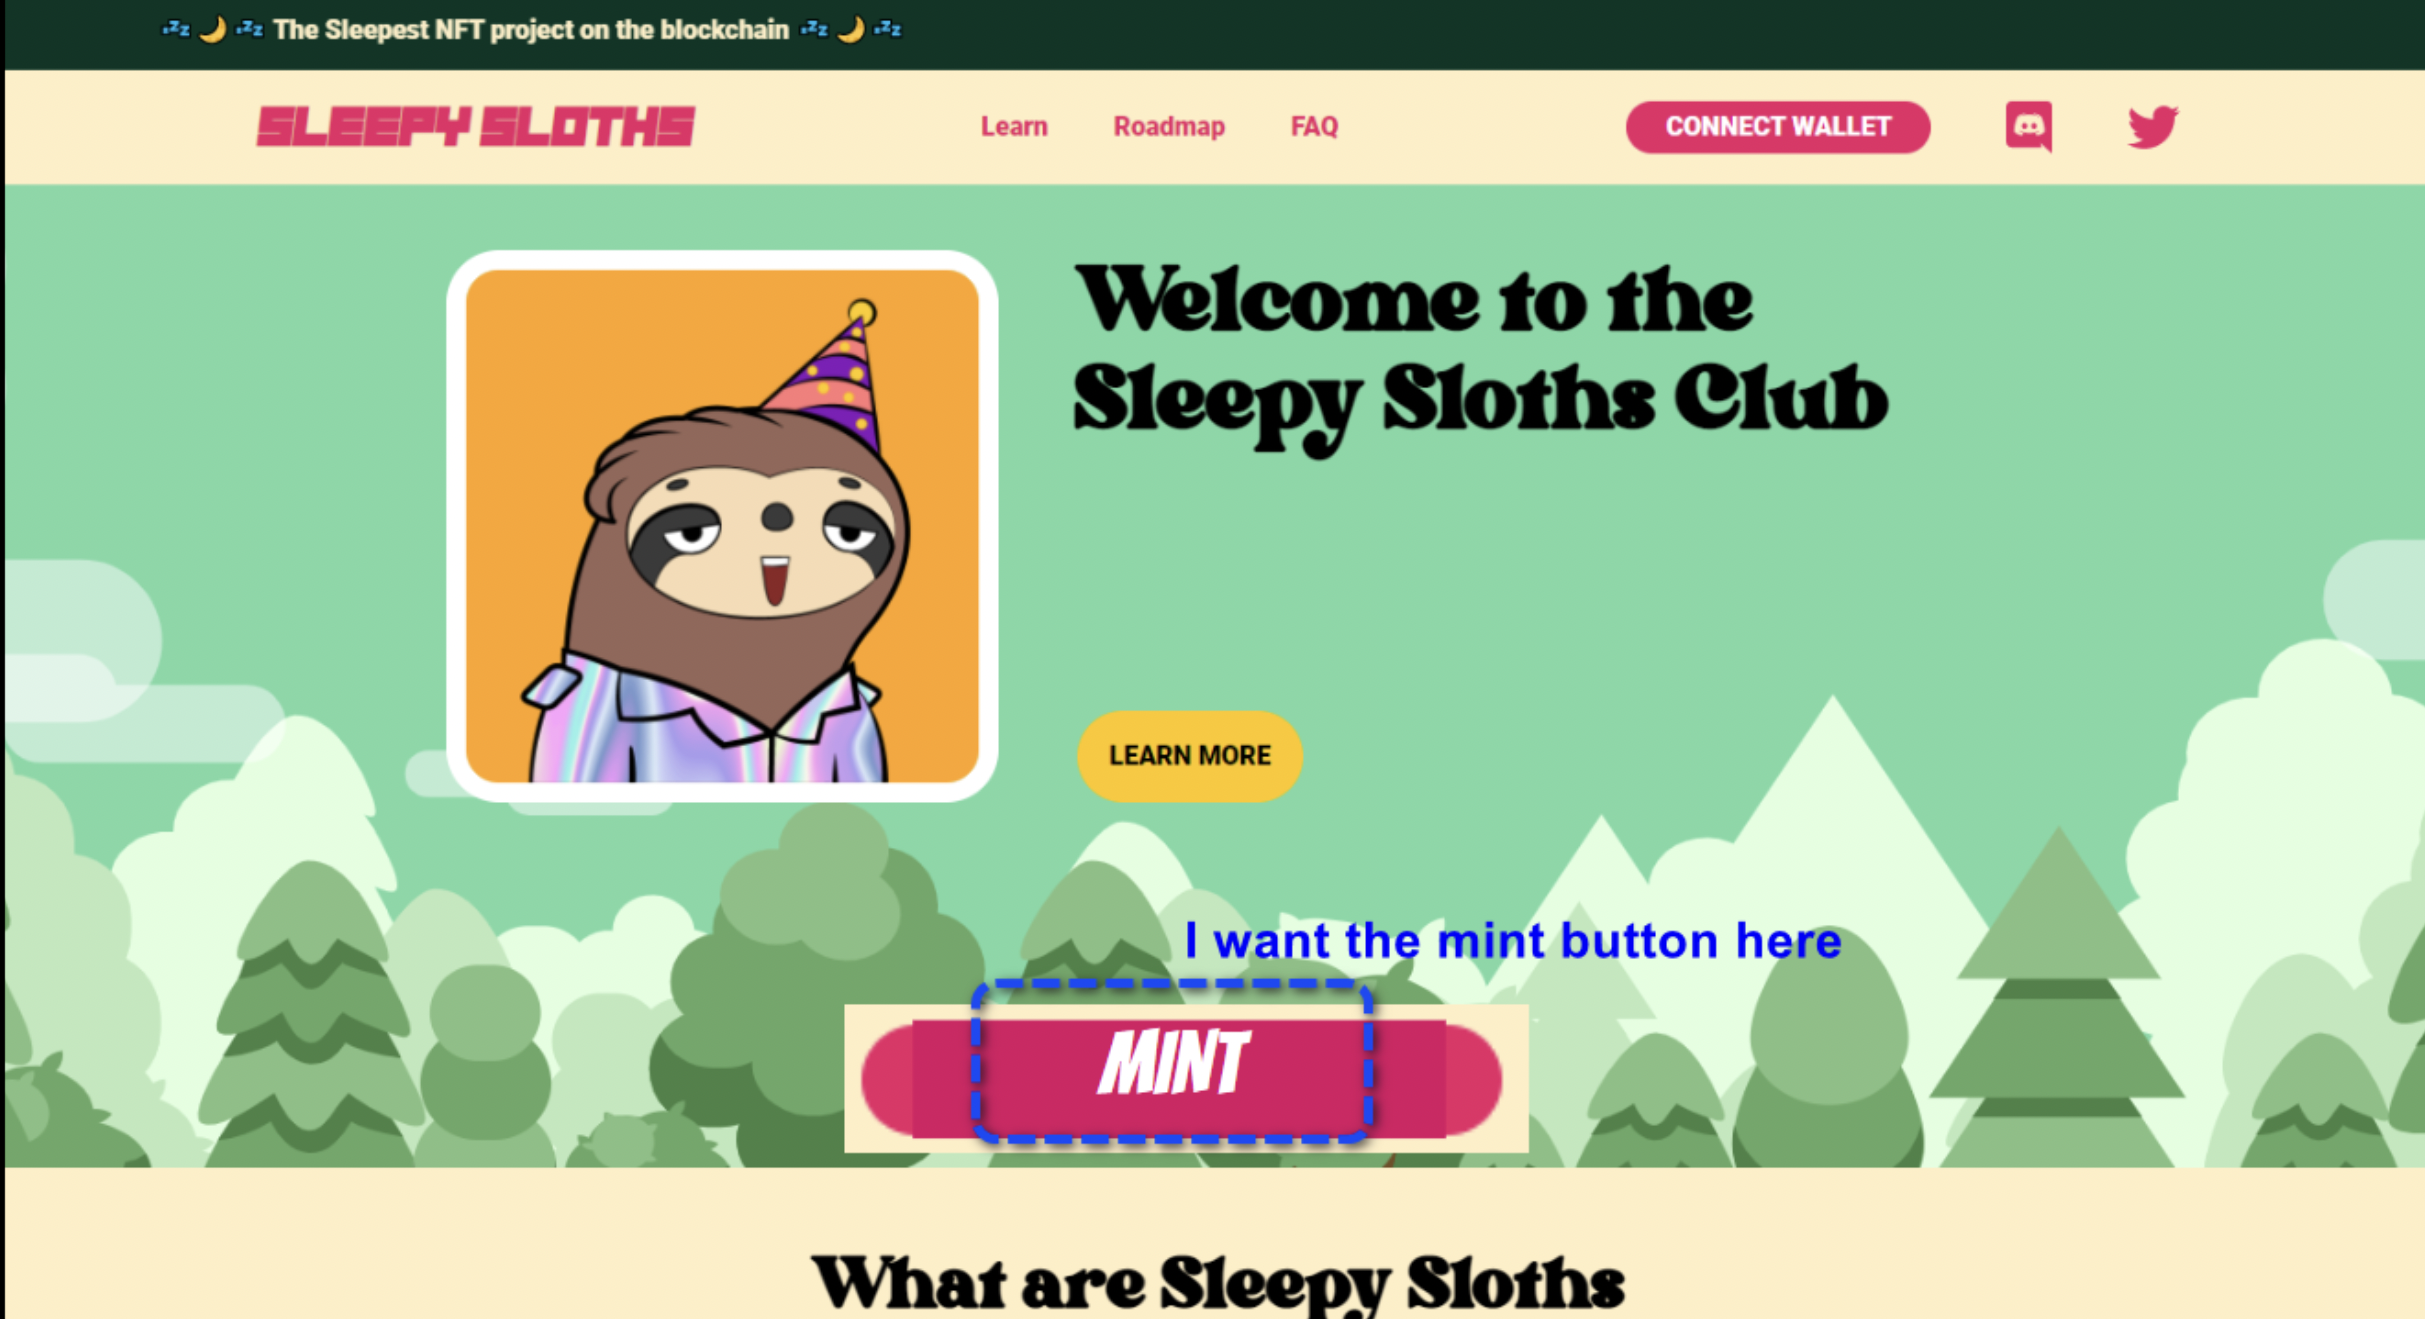 The Sleepest NFT project on the blockchain
SLEEPY SLOTHS
Learn
Roadmap
FAQ
CONNECT WALLET
Welcome to the
Sleepy Sloths Club
LEARN MORE
I want the mint button here
MINT
What are Sleepy Sloths